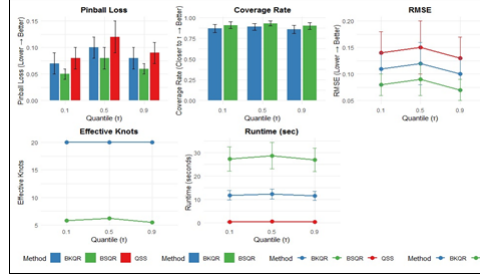 Pinball Loss
Coverage Rate
RMSE
Pinball Loss (Lower → Better)
0.15
0.10
0.05
0.00
0.1
0.5
0.9
Quantile (τ)
Coverage Rate (Closer to 1 → Better)
1.00
0.75
0.50
0.25
0.00
0.1
0.5
0.9
Quantile (τ)
RMSE (Lower → Better)
0.20
0.15
0.10
0.05
0.1
0.5
0.9
Quantile (τ)
Effective Knots
Runtime (sec)
Effective Knots
20
15
10
5
0.1
0.5
0.9
Quantile (τ)
Runtime (seconds)
30
20
10
0
0.1
0.5
0.9
Quantile (τ)
Method BKQR BSQR QSS Method BKQR BSQR Method BKQR BSQR QSS Method BKQR